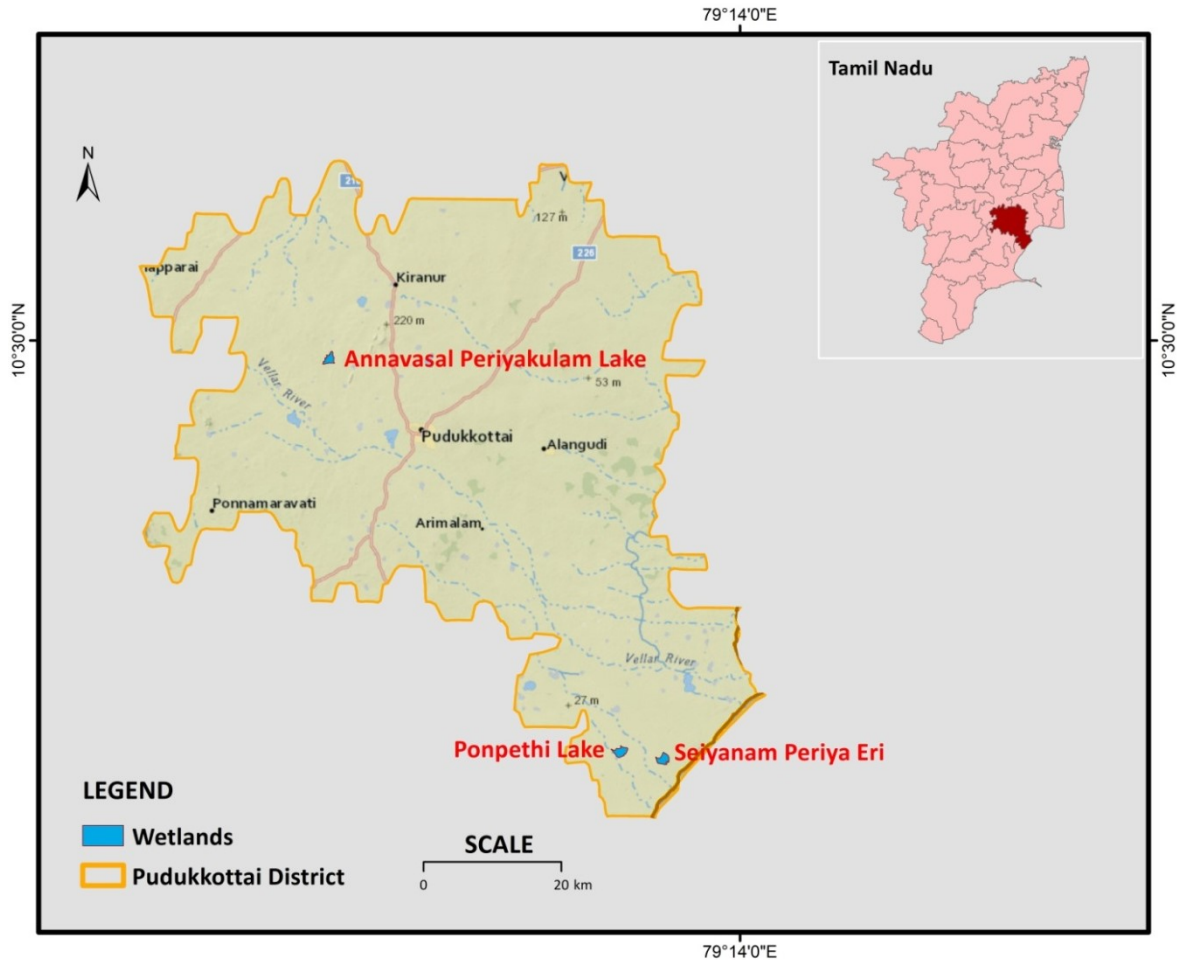 79°14'0"E
Tamil Nadu
N
127 m
226
apparai
Kiranur
10°30'0"N
10°30'0"N
220 m
Annavasal Periyakulam Lake
53 m
Vellar River
Pudukkottai
Alangudi
Ponnamaravati
Arimalam
Vellar River
27 m
Ponpethi Lake
Seiyanam Periya Eri
LEGEND
Wetlands
Pudukkottai District
SCALE
0 20 km
79°14'0"E